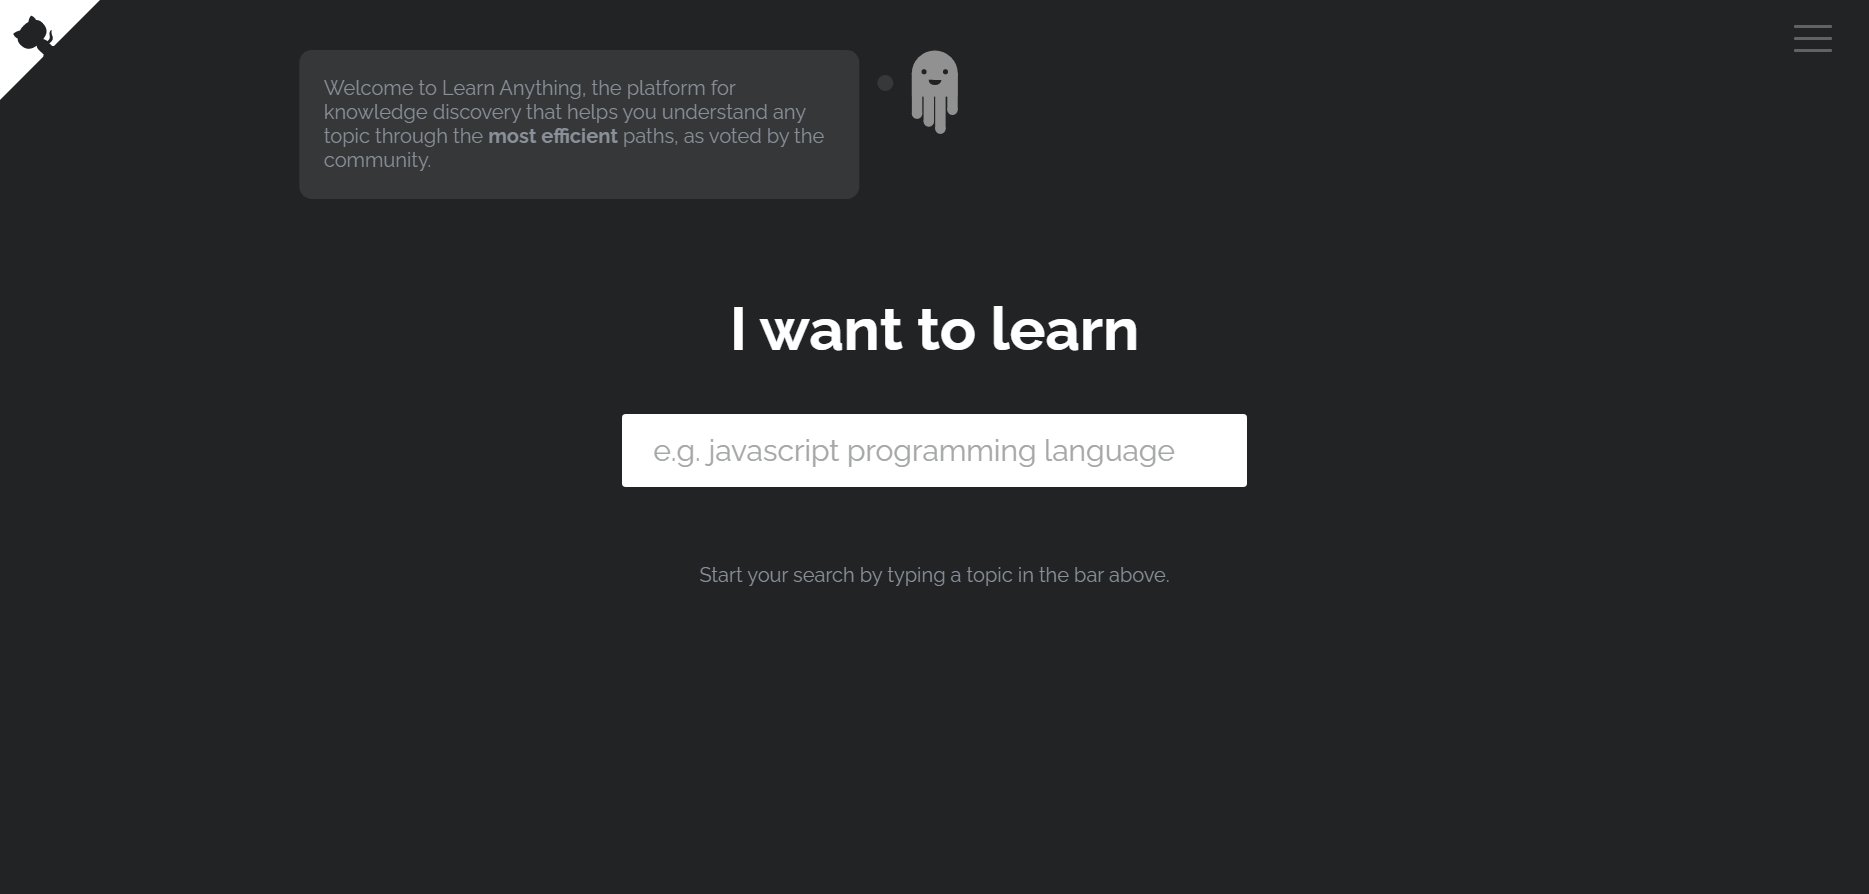 Welcome to Learn Anything, the platform for
knowledge discovery that helps you understand any
topic through the most efficient paths, as voted by the
community.
I want to learn
e.g. javascript programming language
Start your search by typing a topic in the bar above.